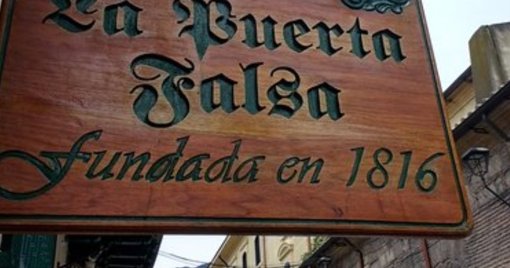 La Puerta
Falsa
fundada en 1816